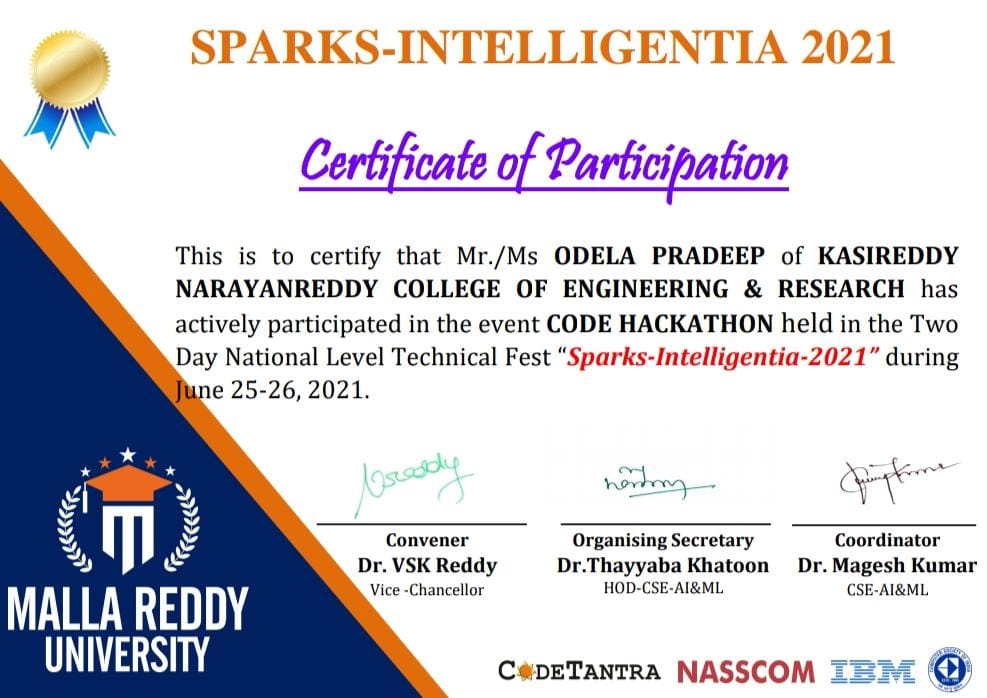 SPARKS-INTELLIGENTIA 2021
Certificate of Participation
This is to certify that Mr./Ms ODELA PRADEEP of KASIREDDY
NARAYANREDDY COLLEGE OF ENGINEERING & RESEARCH has
actively participated in the event CODE HACKATHON held in the Two
Day National Level Technical Fest “Sparks-Intelligentia-2021” during
June 25-26, 2021.
Convener
Dr. VSK Reddy
Vice -Chancellor
Organising Secretary
Dr.Thayyaba Khatoon
HOD-CSE-AI&ML
Coordinator
Dr. Magesh Kumar
CSE-AI&ML
MALLA REDDY
UNIVERSITY
CODETANTRA NASSCOM IBM